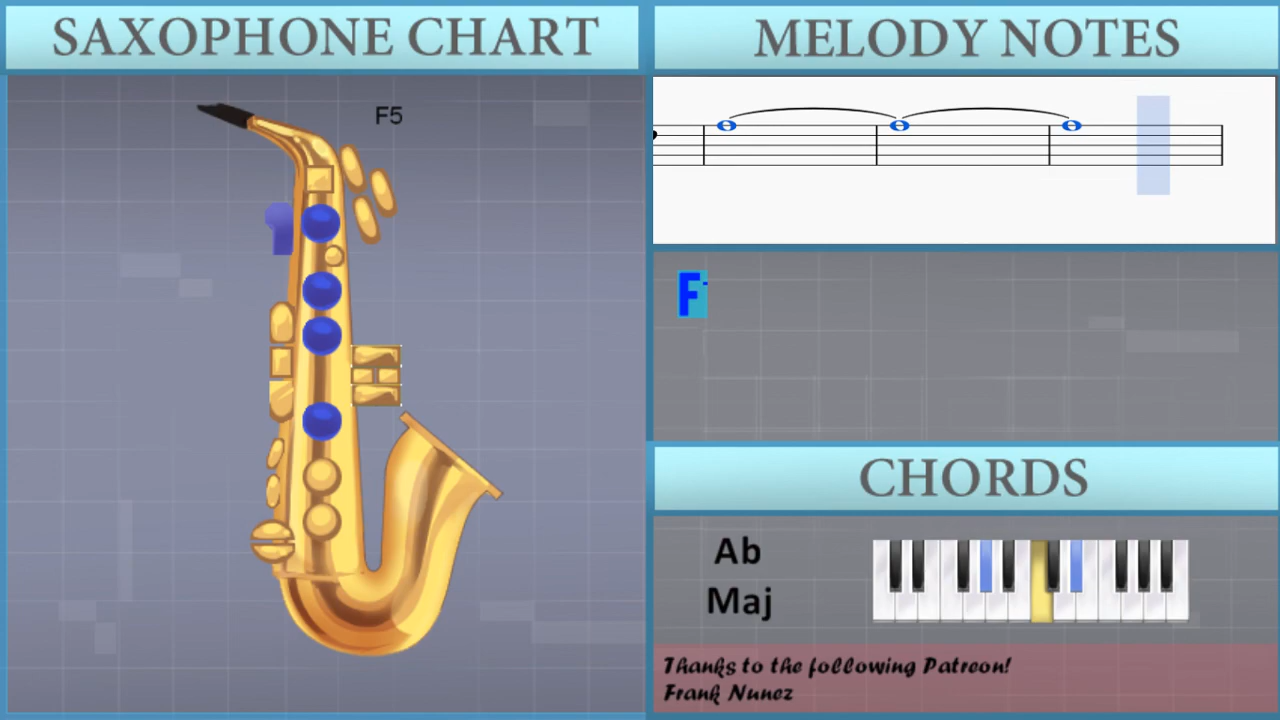 SAXOPHONE CHART
MELODY NOTES
F5
F
CHORDS
Ab
Maj
Thanks to the following Patreon!
Frank Nunez